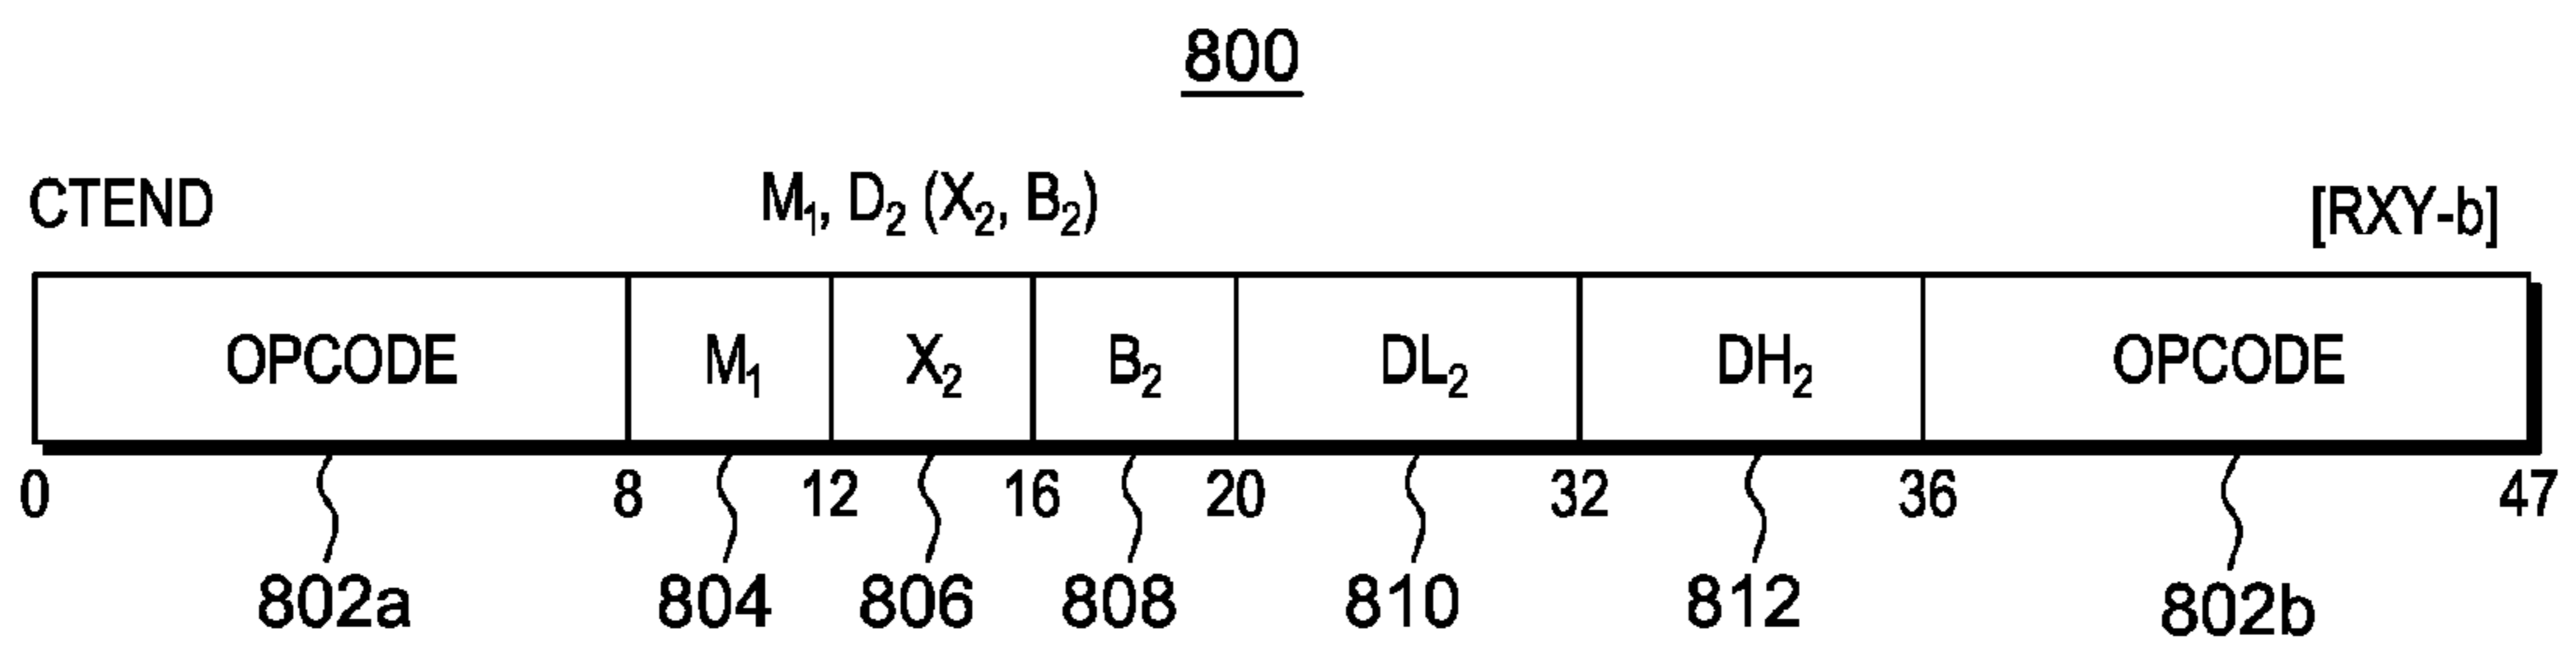 800
CTEND M₁, D₂ (X₂, B₂) [RXY-b]
OPCODE M₁ X₂ B₂ DL₂ DH₂ OPCODE
0 8 12 16 20 32 36 47
802a 804 806 808 810 812 802b